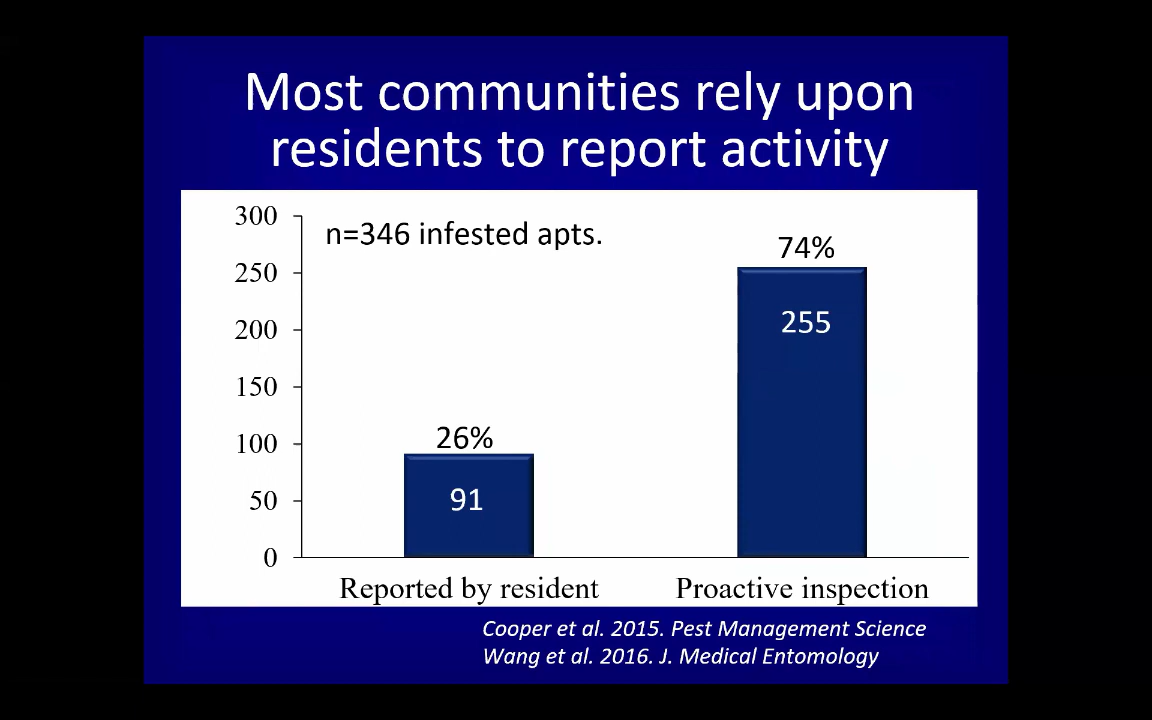 Most communities rely upon
residents to report activity
300
n=346 infested apts.
74%
250
255
200
150
100
26%
91
50
0
Reported by resident
Proactive inspection
Cooper et al. 2015. Pest Management Science
Wang et al. 2016. J. Medical Entomology